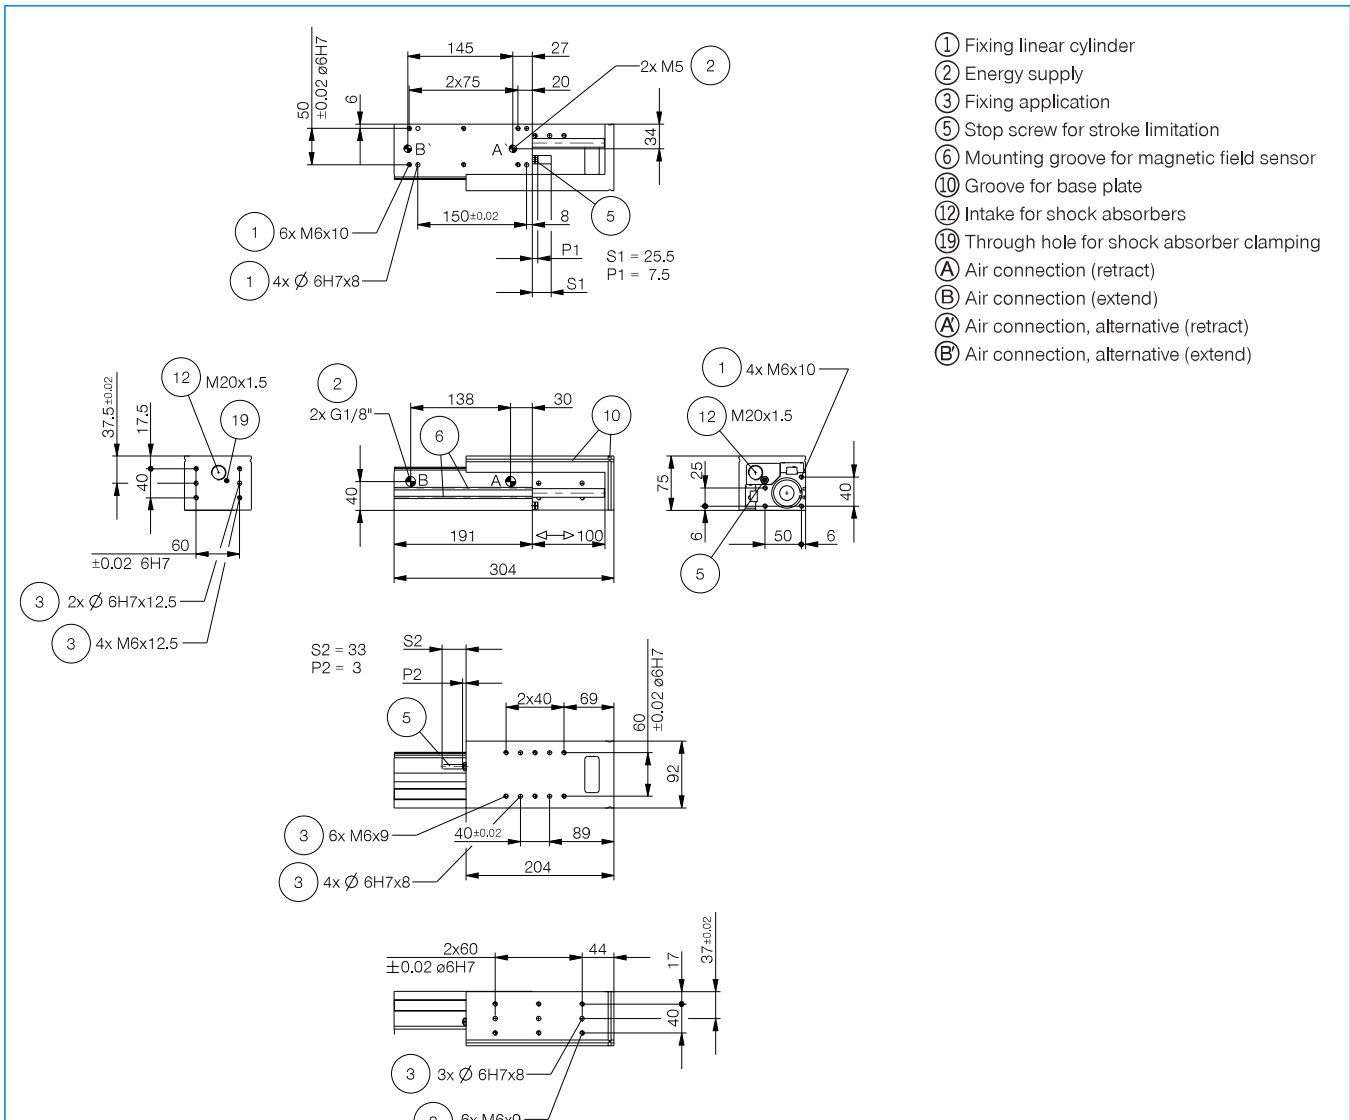 145
27
2x M5 2
50
±0.02 ø6H7
6
2x75
20
34
B`
A`
150±0.02
8
5
1 6x M6x10
1 4x Ø 6H7x8
P1
S1
S1 = 25.5
P1 = 7.5
1 Fixing linear cylinder
2 Energy supply
3 Fixing application
5 Stop screw for stroke limitation
6 Mounting groove for magnetic field sensor
10 Groove for base plate
12 Intake for shock absorbers
19 Through hole for shock absorber clamping
A Air connection (retract)
B Air connection (extend)
A' Air connection, alternative (retract)
B' Air connection, alternative (extend)
12 M20x1.5
19
37.5±0.02
17.5
40
60
±0.02 6H7
3 2x Ø 6H7x12.5
3 4x M6x12.5
2
2x G1/8"
138
30
6
10
B
A
40
191
100
304
1 4x M6x10
12 M20x1.5
75
25
6
40
50
6
5
S2 = 33
P2 = 3
S2
P2
5
2x40
69
60
±0.02 ø6H7
92
3 6x M6x9
40±0.02
89
3 4x Ø 6H7x8
204
2x60
±0.02 ø6H7
44
17
37±0.02
40
3 3x Ø 6H7x8
6x M6x9